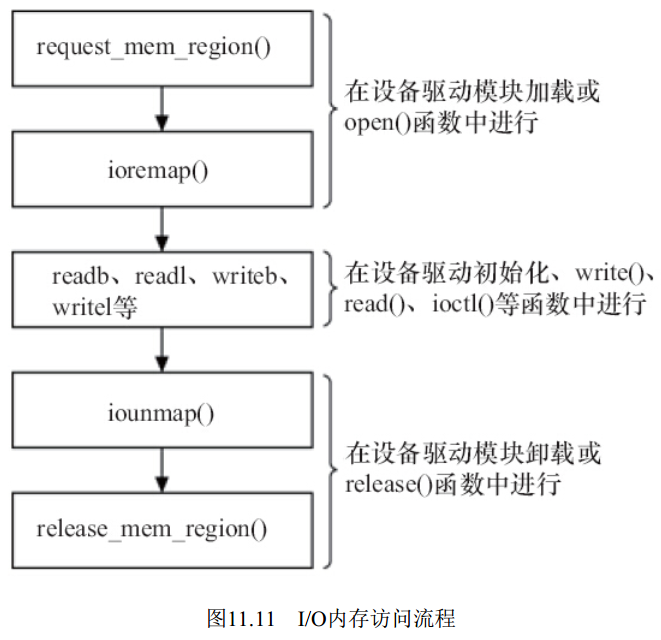 request_mem_region()
在设备驱动模块加载或
open()函数中进行
ioremap()
readb、readl、writeb、
writel等
在设备驱动初始化、write()、
read()、ioctl()等函数中进行
iounmap()
在设备驱动模块卸载或
release()函数中进行
release_mem_region()
图11.11 I/O内存访问流程